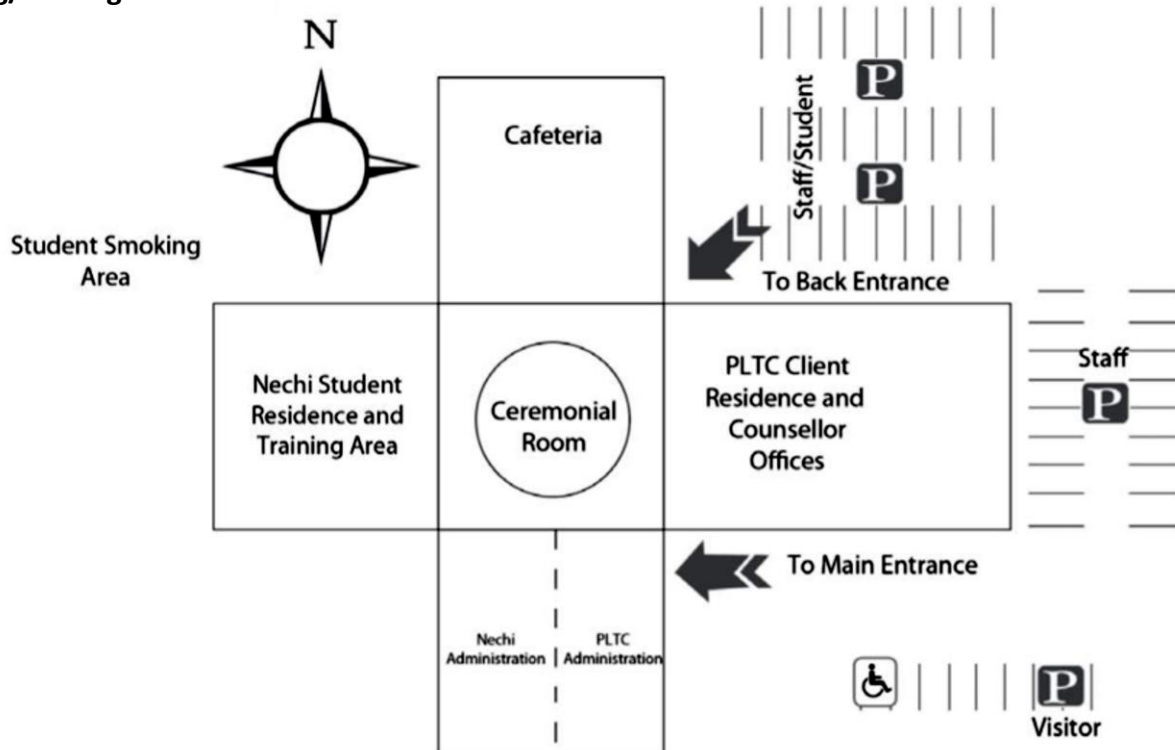 N
Cafeteria
Staff/Student
P
P
Student Smoking
Area
To Back Entrance
Nechi Student
Residence and
Training Area
Ceremonial
Room
PLTC Client
Residence and
Counsellor
Offices
Staff
P
To Main Entrance
Nechi
Administration
PLTC
Administration
P
Visitor